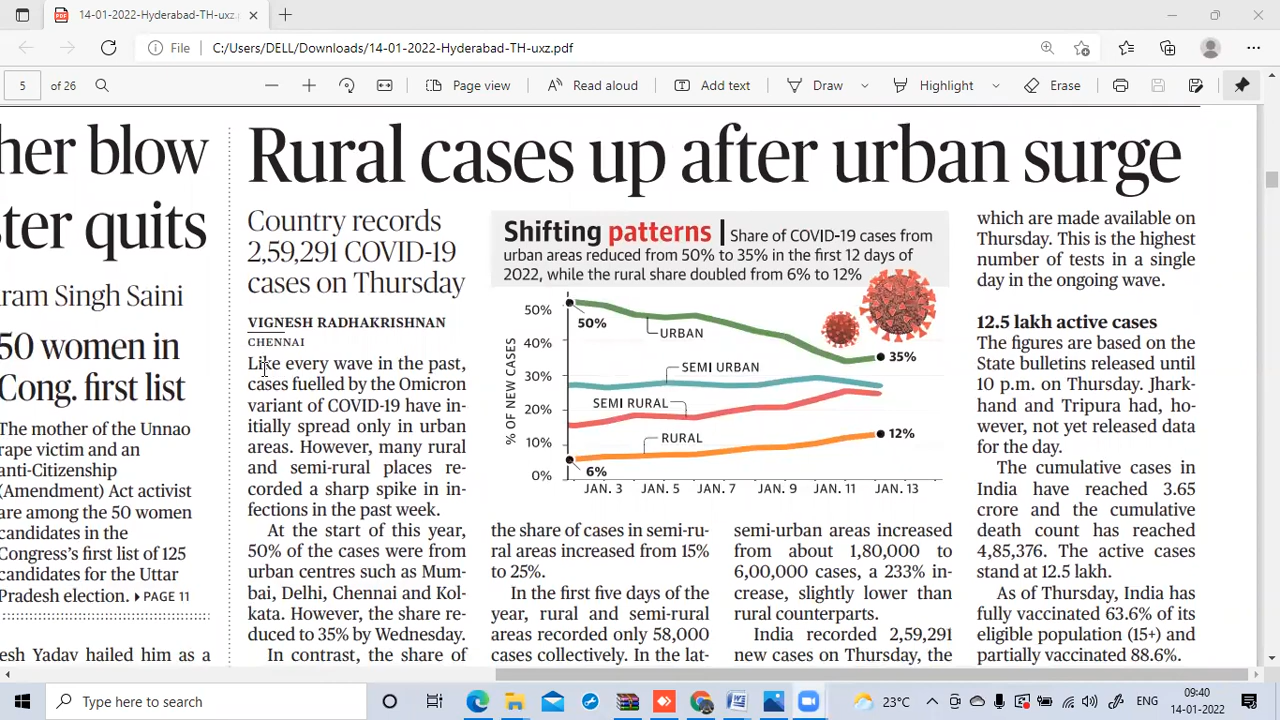 14-01-2022-Hyderabad-TH-uxz.pdf
File
C:/Users/DELL/Downloads/14-01-2022-Hyderabad-TH-uxz.pdf
5 of 26
Page view
Read aloud
Add text
Draw
Highlight
Erase
her blow
ter quits
ram Singh Saini
50 women in
Cong. first list
The mother of the Unnao
rape victim and an
anti-Citizenship
(Amendment) Act activist
are among the 50 women
candidates in the
Congress's first list of 125
candidates for the Uttar
Pradesh election. ▸ PAGE 11
esh Yadav hailed him as a
Rural cases up after urban surge
Country records
2,59,291 COVID-19
cases on Thursday
VIGNESH RADHAKRISHNAN
CHENNAI
Like every wave in the past,
cases fuelled by the Omicron
variant of COVID-19 have in-
itially spread only in urban
areas. However, many rural
and semi-rural places re-
corded a sharp spike in in-
fections in the past week.
At the start of this year,
50% of the cases were from
urban centres such as Mum-
bai, Delhi, Chennai and Kol-
kata. However, the share re-
duced to 35% by Wednesday.
In contrast, the share of
Shifting patterns | Share of COVID-19 cases from
urban areas reduced from 50% to 35% in the first 12 days of
2022, while the rural share doubled from 6% to 12%
% OF NEW CASES
50%
40%
30%
20%
10%
0%
50%
URBAN
35%
SEMI URBAN
SEMI RURAL
RURAL
12%
6%
JAN. 3
JAN. 5
JAN. 7
JAN. 9
JAN. 11
JAN. 13
the share of cases in semi-ru-
ral areas increased from 15%
to 25%.
In the first five days of the
year, rural and semi-rural
areas recorded only 58,000
cases collectively. In the lat-
semi-urban areas increased
from about 1,80,000 to
6,00,000 cases, a 233% in-
crease, slightly lower than
rural counterparts.
India recorded 2,59,291
new cases on Thursday, the
which are made available on
Thursday. This is the highest
number of tests in a single
day in the ongoing wave.
12.5 lakh active cases
The figures are based on the
State bulletins released until
10 p.m. on Thursday. Jhark-
hand and Tripura had, ho-
wever, not yet released data
for the day.
The cumulative cases in
India have reached 3.65
crore and the cumulative
death count has reached
4,85,376. The active cases
stand at 12.5 lakh.
As of Thursday, India has
fully vaccinated 63.6% of its
eligible population (15+) and
partially vaccinated 88.6%.
Type here to search
23°C
ENG
09:40
14-01-2022